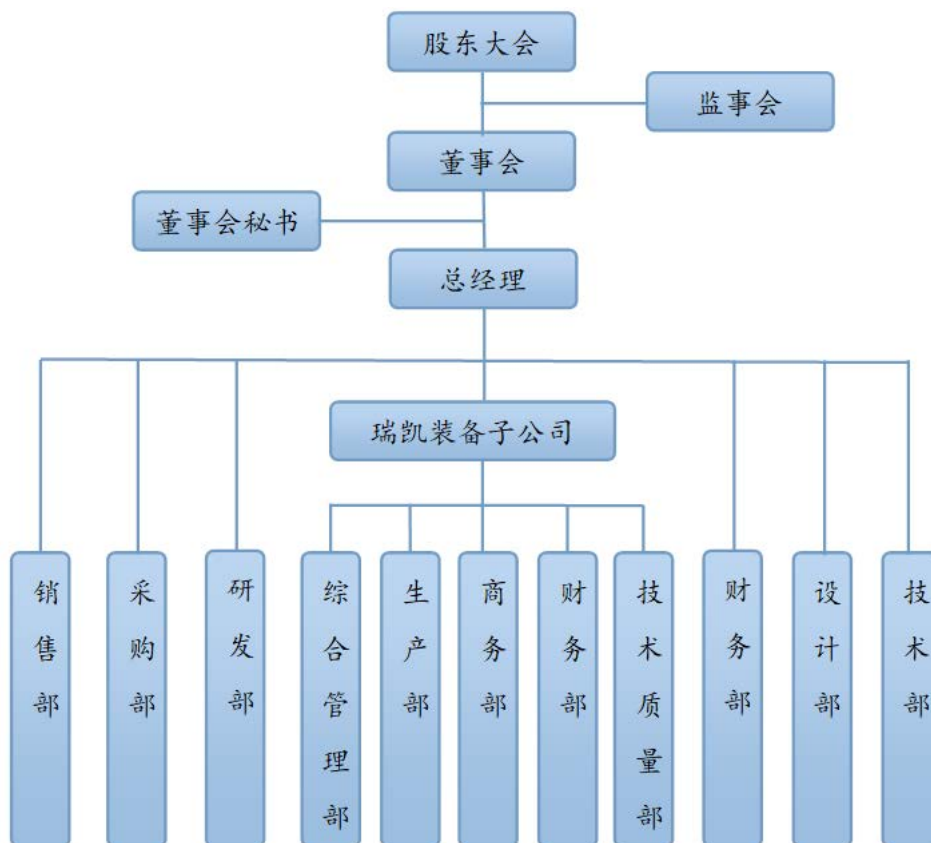 股东大会
监事会
董事会
董事会秘书
总经理
瑞凯装备子公司
销售部
采购部
研发部
综合管理部
生产部
商务部
财务部
技术质量部
财务部
设计部
技术部